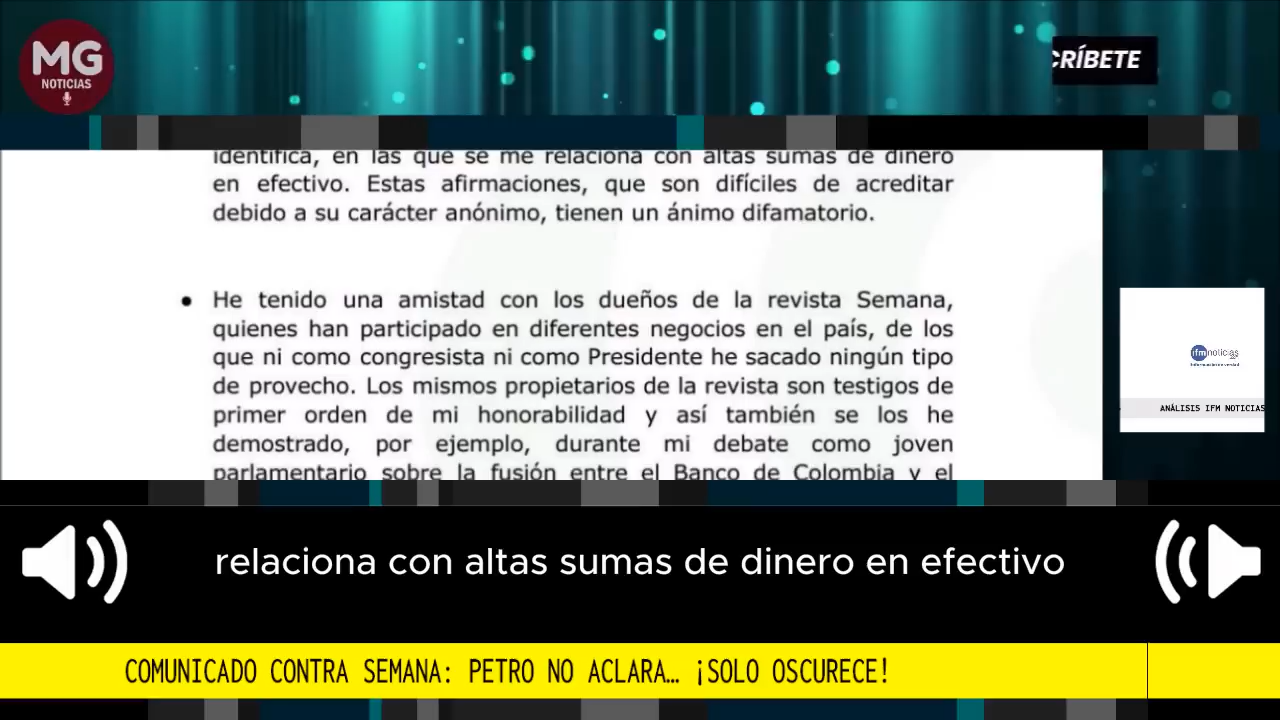 MG
NOTICIAS
CRÍBETE
identifica, en las que se me relaciona con altas sumas de dinero
en efectivo. Estas afirmaciones, que son difíciles de acreditar
debido a su carácter anónimo, tienen un ánimo difamatorio.
● He tenido una amistad con los dueños de la revista Semana,
quienes han participado en diferentes negocios en el país, de los
que ni como congresista ni como Presidente he sacado ningún tipo
de provecho. Los mismos propietarios de la revista son testigos de
primer orden de mi honorabilidad y así también se los he
demostrado, por ejemplo, durante mi debate como joven
parlamentario sobre la fusión entre el Banco de Colombia y el
ifmnoticias
ANÁLISIS IFM NOTICIAS
relaciona con altas sumas de dinero en efectivo
COMUNICADO CONTRA SEMANA: PETRO NO ACLARA… ¡SOLO OSCURECE!